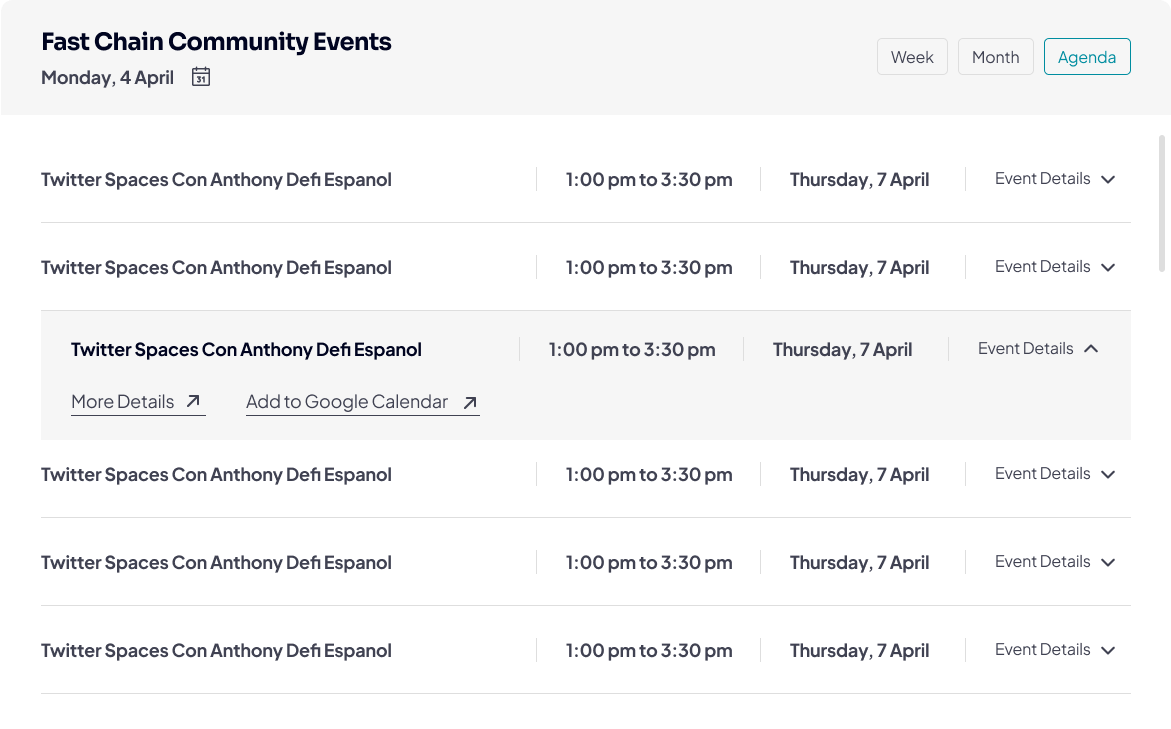 Fast Chain Community Events
Monday, 4 April 31
Week Month Agenda
Twitter Spaces Con Anthony Defi Espanol 1:00 pm to 3:30 pm Thursday, 7 April Event Details
Twitter Spaces Con Anthony Defi Espanol 1:00 pm to 3:30 pm Thursday, 7 April Event Details
Twitter Spaces Con Anthony Defi Espanol 1:00 pm to 3:30 pm Thursday, 7 April Event Details
More Details Add to Google Calendar
Twitter Spaces Con Anthony Defi Espanol 1:00 pm to 3:30 pm Thursday, 7 April Event Details
Twitter Spaces Con Anthony Defi Espanol 1:00 pm to 3:30 pm Thursday, 7 April Event Details
Twitter Spaces Con Anthony Defi Espanol 1:00 pm to 3:30 pm Thursday, 7 April Event Details